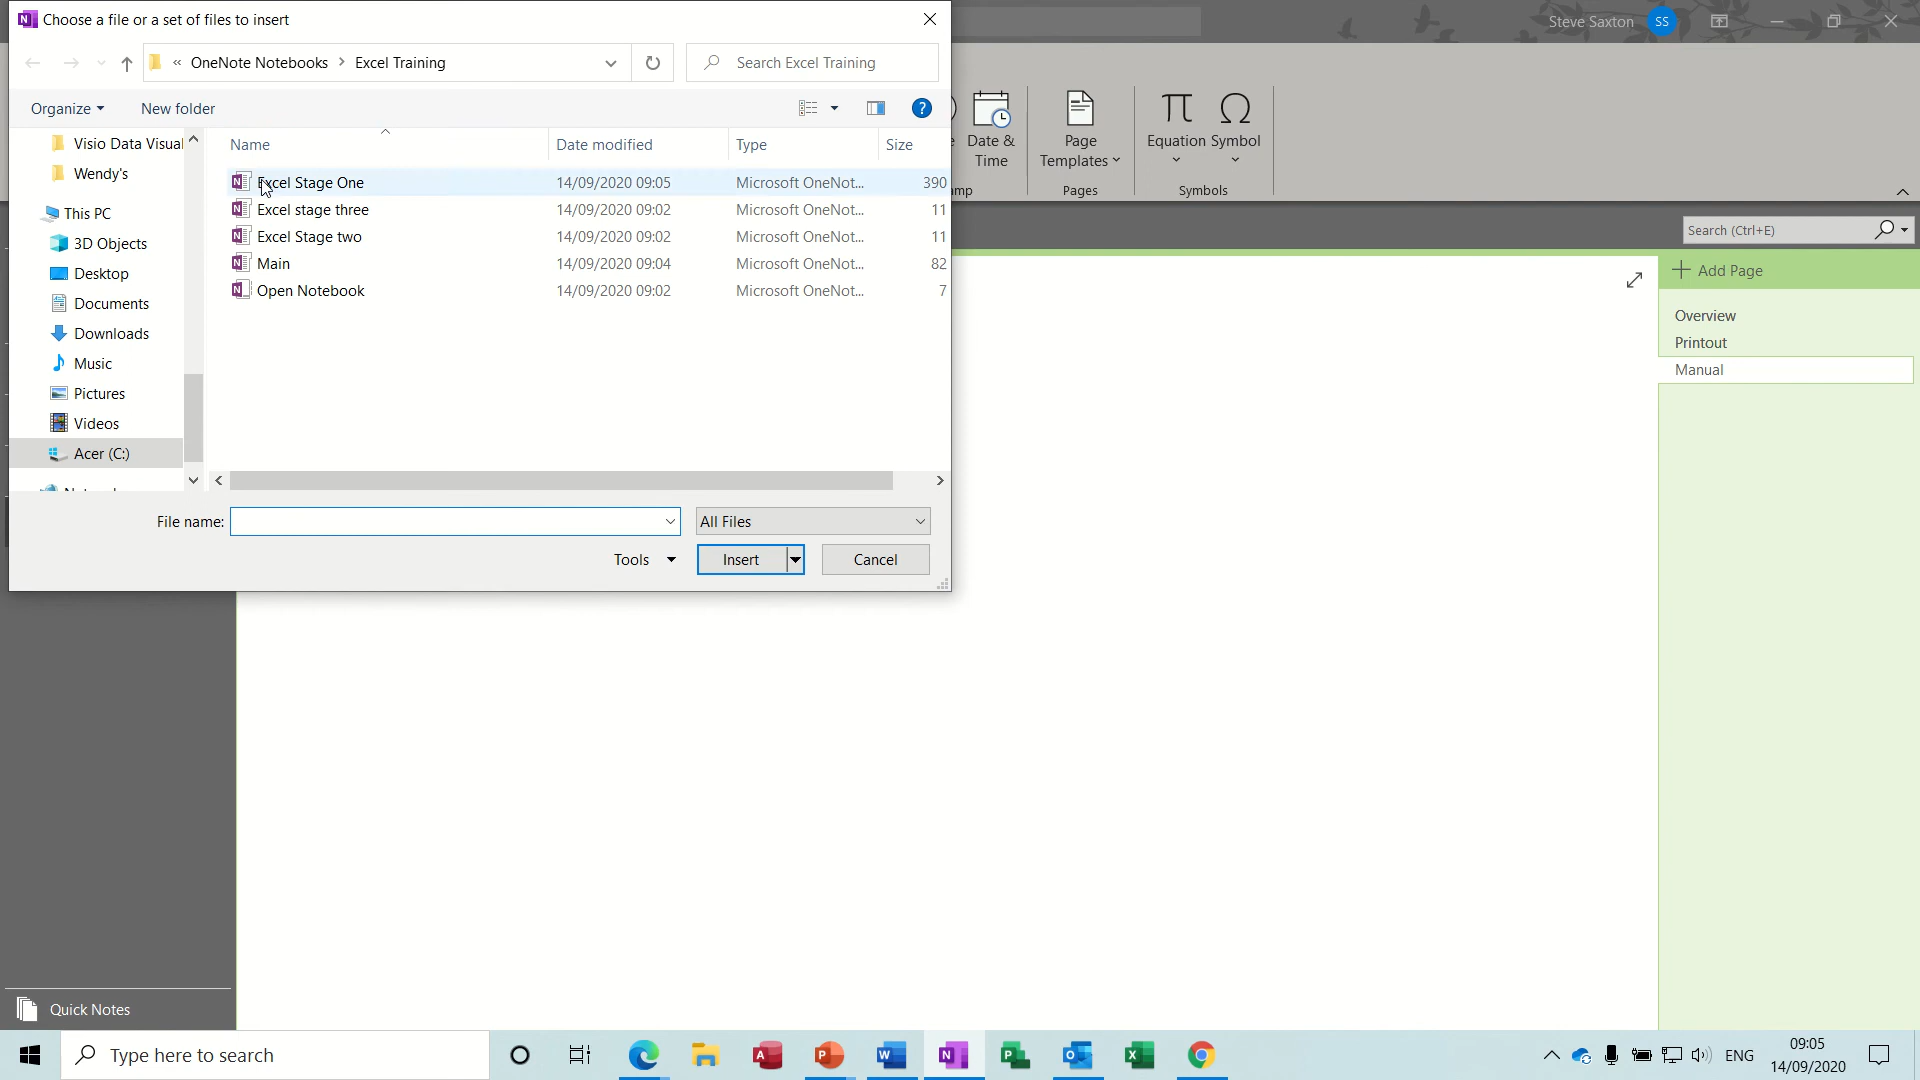 Choose a file or a set of files to insert
Steve Saxton
SS
« OneNote Notebooks > Excel Training
Search Excel Training
Organize
New folder
Name
Date modified
Type
Size
Excel Stage One 14/09/2020 09:05 Microsoft OneNot... 390
Excel stage three 14/09/2020 09:02 Microsoft OneNot... 11
Excel Stage two 14/09/2020 09:02 Microsoft OneNot... 11
Main 14/09/2020 09:04 Microsoft OneNot... 82
Open Notebook 14/09/2020 09:02 Microsoft OneNot... 7
Visio Data Visual
Wendy's
This PC
3D Objects
Desktop
Documents
Downloads
Music
Pictures
Videos
Acer (C:)
File name:
All Files
Tools
Insert
Cancel
Date &
Time
Page
Templates
Pages
Equation
Symbol
Symbols
Search (Ctrl+E)
Add Page
Overview
Printout
Manual
Quick Notes
Type here to search
ENG
09:05
14/09/2020